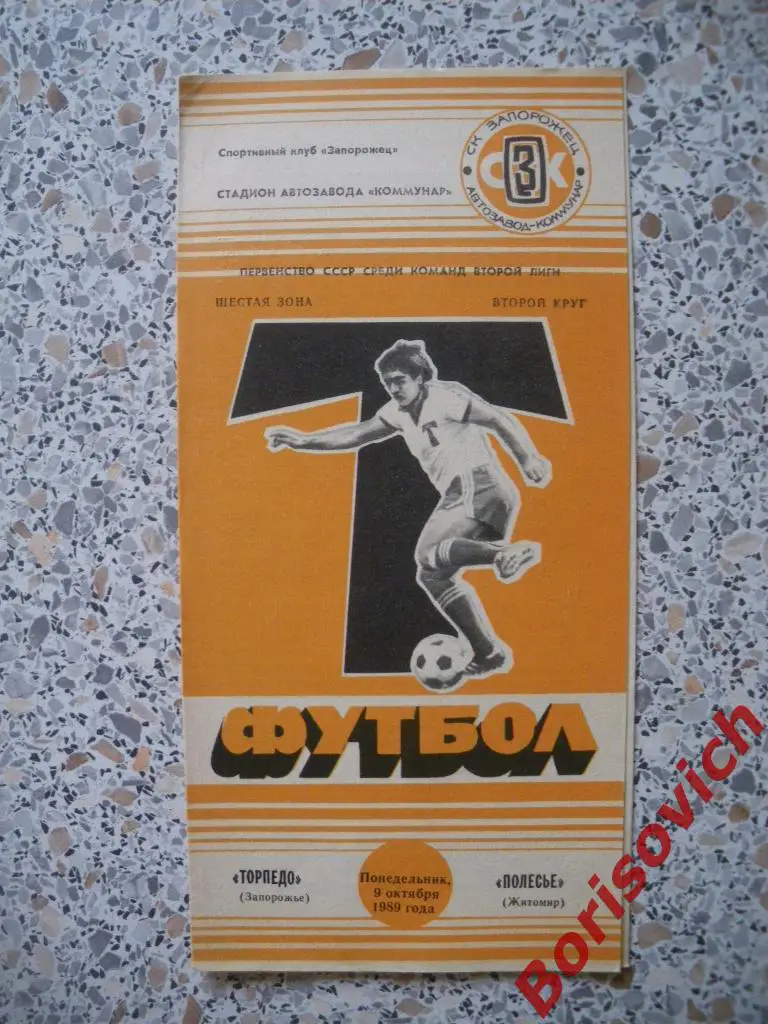 Спортивный клуб «Запорожец»
СТАДИОН АВТОЗАВОДА «КОММУНАР»
СК ЗАПОРОЖЕЦ
СЗК
АВТОЗАВОД-КОММУНАР
ПЕРВЕНСТВО СССР СРЕДИ КОМАНД ВТОРОЙ ЛИГИ
ШЕСТАЯ ЗОНА ВТОРОЙ КРУГ
Т
Т
ФУТБОЛ
«ТОРПЕДО»
(Запорожье)
Понедельник,
9 октября
1989 года
«ПОЛЕСЬЕ»
(Житомир)
Borisovich